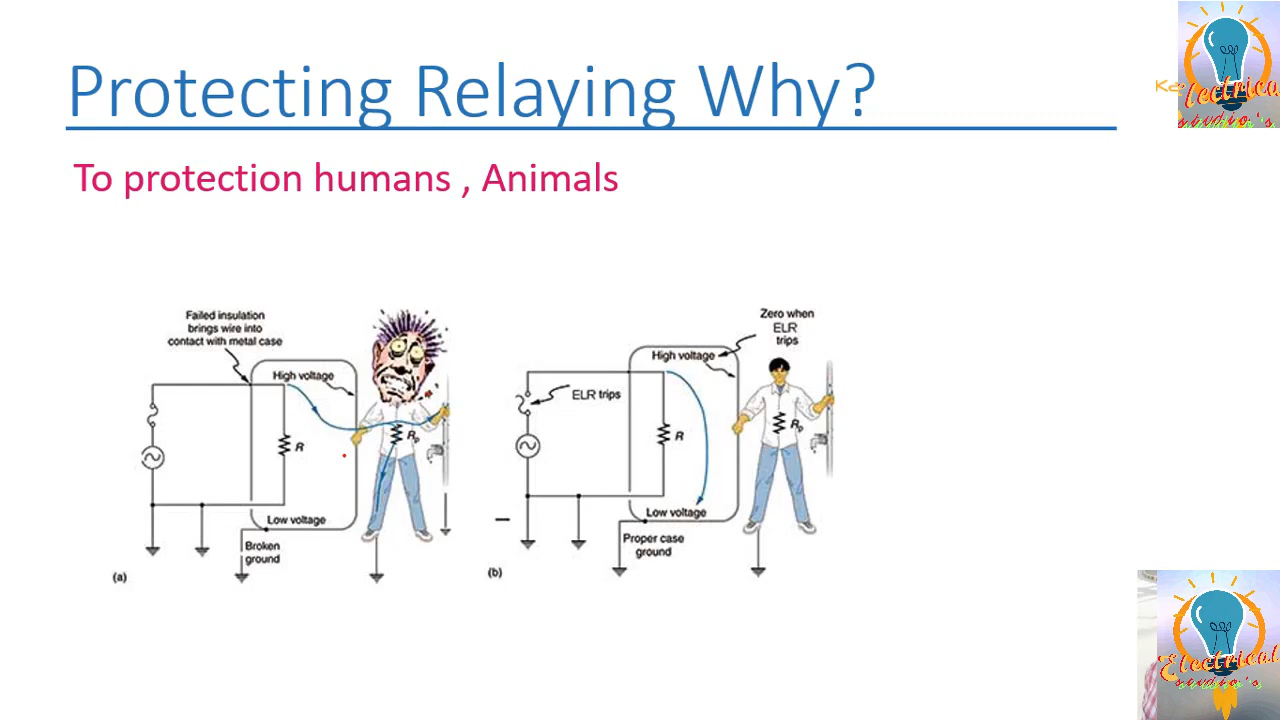 Protecting Relaying Why?
To protection humans , Animals
Failed insulation
brings wire into
contact with metal case
High voltage
R
Rp
Low voltage
Broken
ground
(a)
Zero when
ELR
trips
High voltage
ELR trips
R
Rp
Low voltage
Proper case
ground
(b)
Electrical